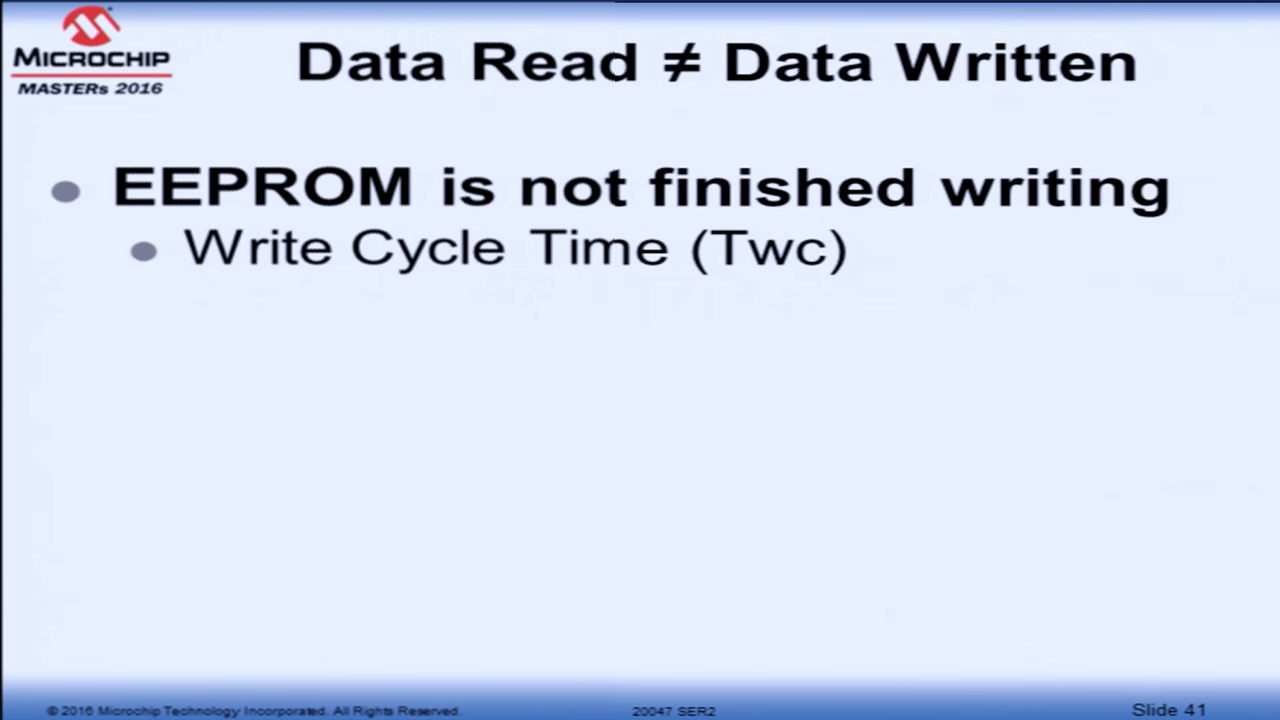 MICROCHIP
MASTERs 2016
Data Read ≠ Data Written
EEPROM is not finished writing
Write Cycle Time (Twc)
© 2016 Microchip Technology Incorporated. All Rights Reserved.
20047 SER2
Slide 41